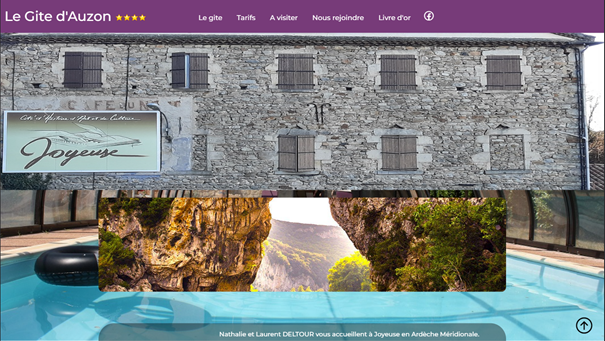 Le Gite d'Auzon
Le gite
Tarifs
A visiter
Nous rejoindre
Livre d'or
Joyeuse
Nathalie et Laurent DELTOUR vous accueillent à Joyeuse en Ardèche Méridionale.